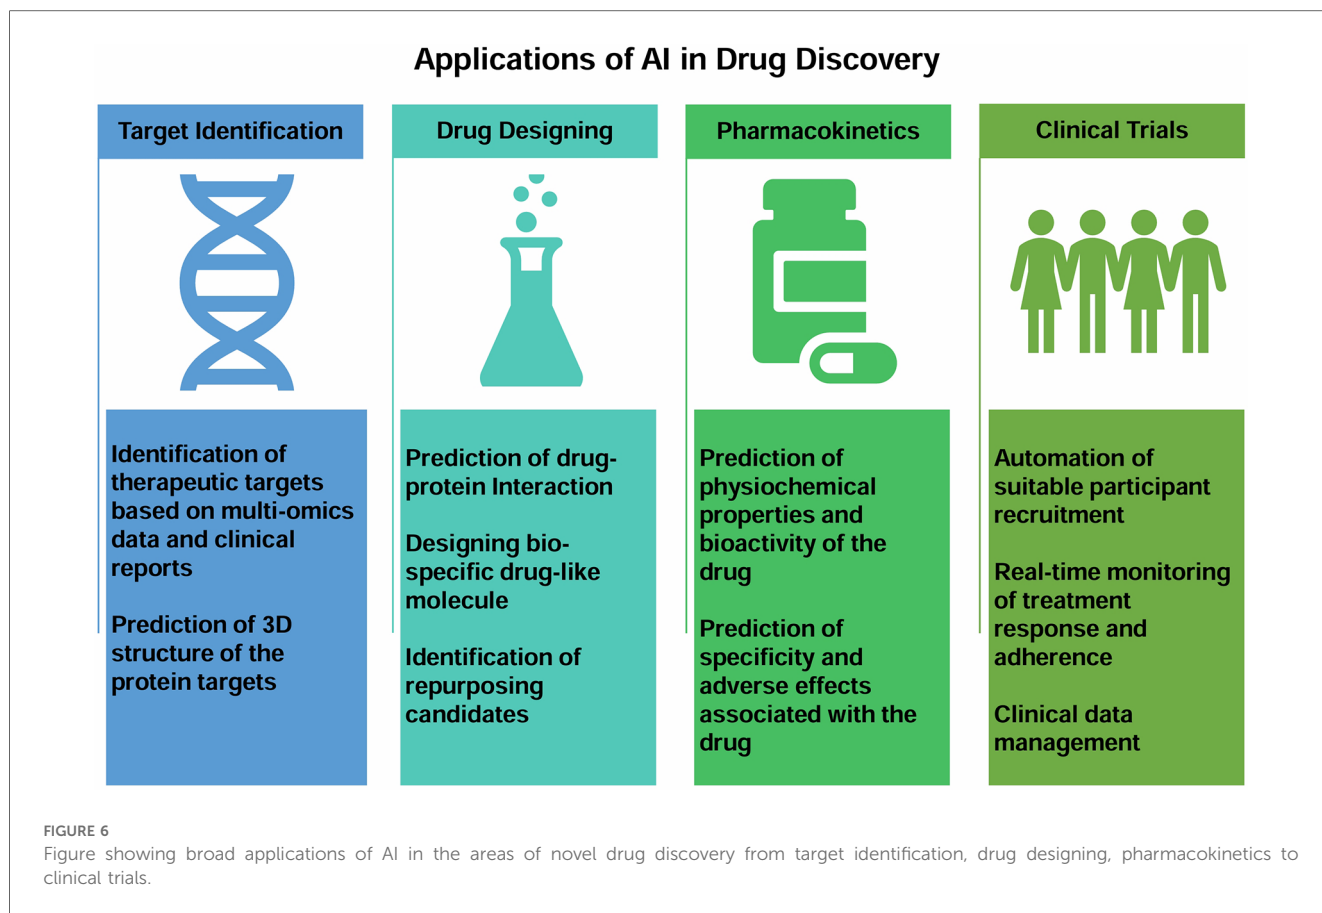 Applications of AI in Drug Discovery
Target Identification
Identification of
therapeutic targets
based on multi-omics
data and clinical
reports
Prediction of 3D
structure of the
protein targets
Drug Designing
Prediction of drug-
protein Interaction
Designing bio-
specific drug-like
molecule
Identification of
repurposing
candidates
Pharmacokinetics
Prediction of
physiochemical
properties and
bioactivity of the
drug
Prediction of
specificity and
adverse effects
associated with the
drug
Clinical Trials
Automation of
suitable participant
recruitment
Real-time monitoring
of treatment
response and
adherence
Clinical data
management
FIGURE 6
Figure showing broad applications of AI in the areas of novel drug discovery from target identification, drug designing, pharmacokinetics to
clinical trials.